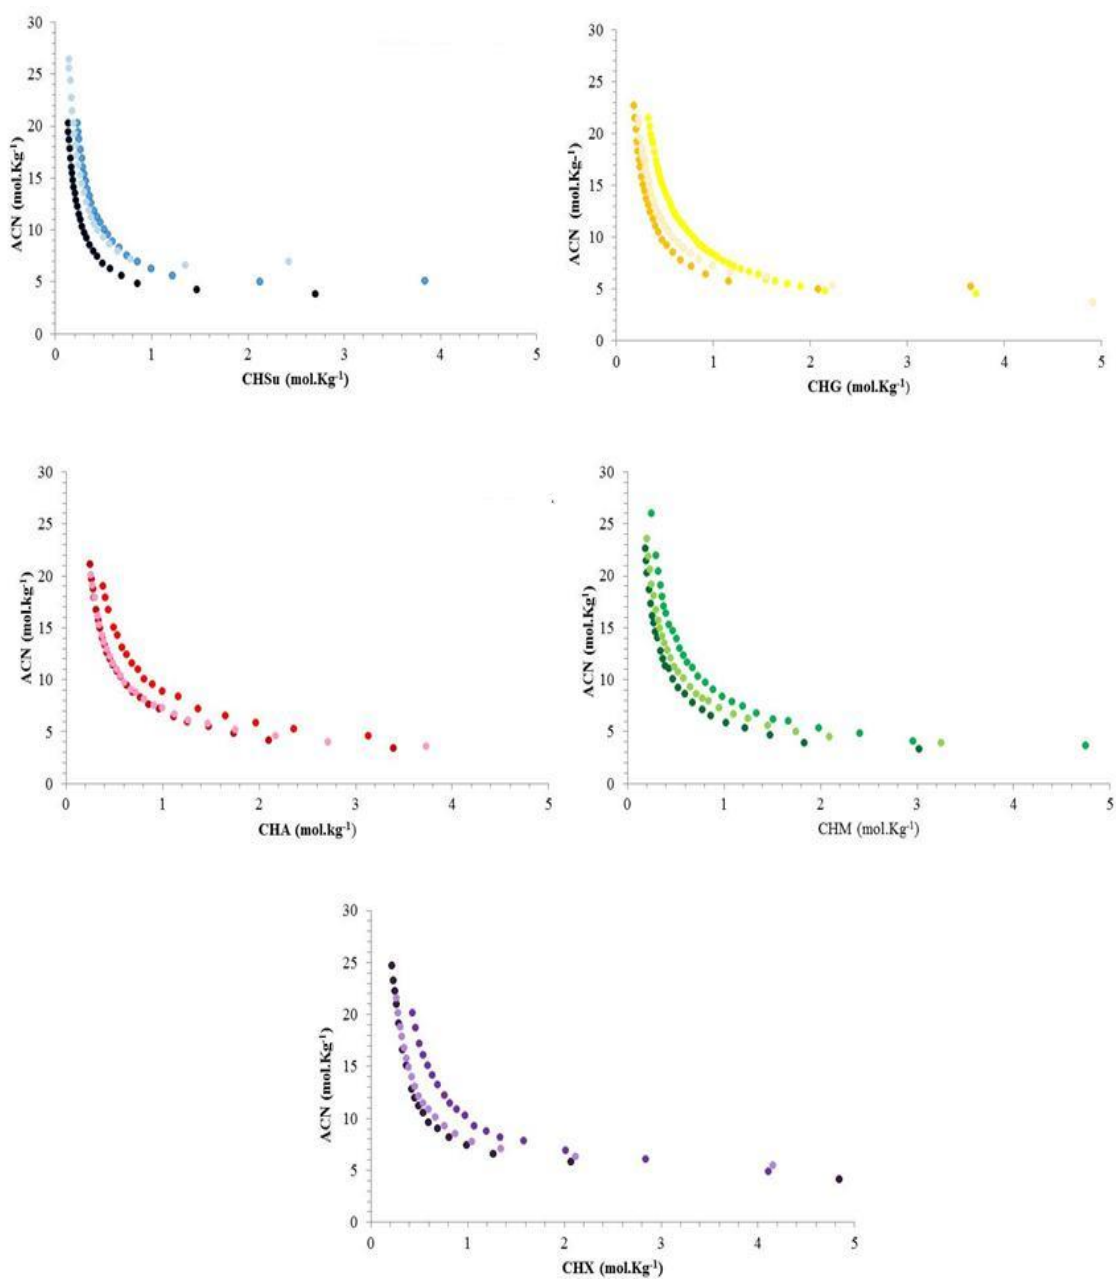 30
25
20
15
10
5
0
ACN (mol.Kg-1)
0 1 2 3 4 5
CHSu (mol.Kg-1)
30
25
20
15
10
5
0
ACN (mol.Kg-1)
0 1 2 3 4 5
CHG (mol.Kg-1)
30
25
20
15
10
5
0
ACN (mol.kg-1)
0 1 2 3 4 5
CHA (mol.kg-1)
30
25
20
15
10
5
0
ACN (mol.Kg1)
0 1 2 3 4 5
CHM (mol.Kg-1)
30
25
20
15
10
5
0
ACN (mol.Kg-1)
0 1 2 3 4 5
CHX (mol.Kg-1)